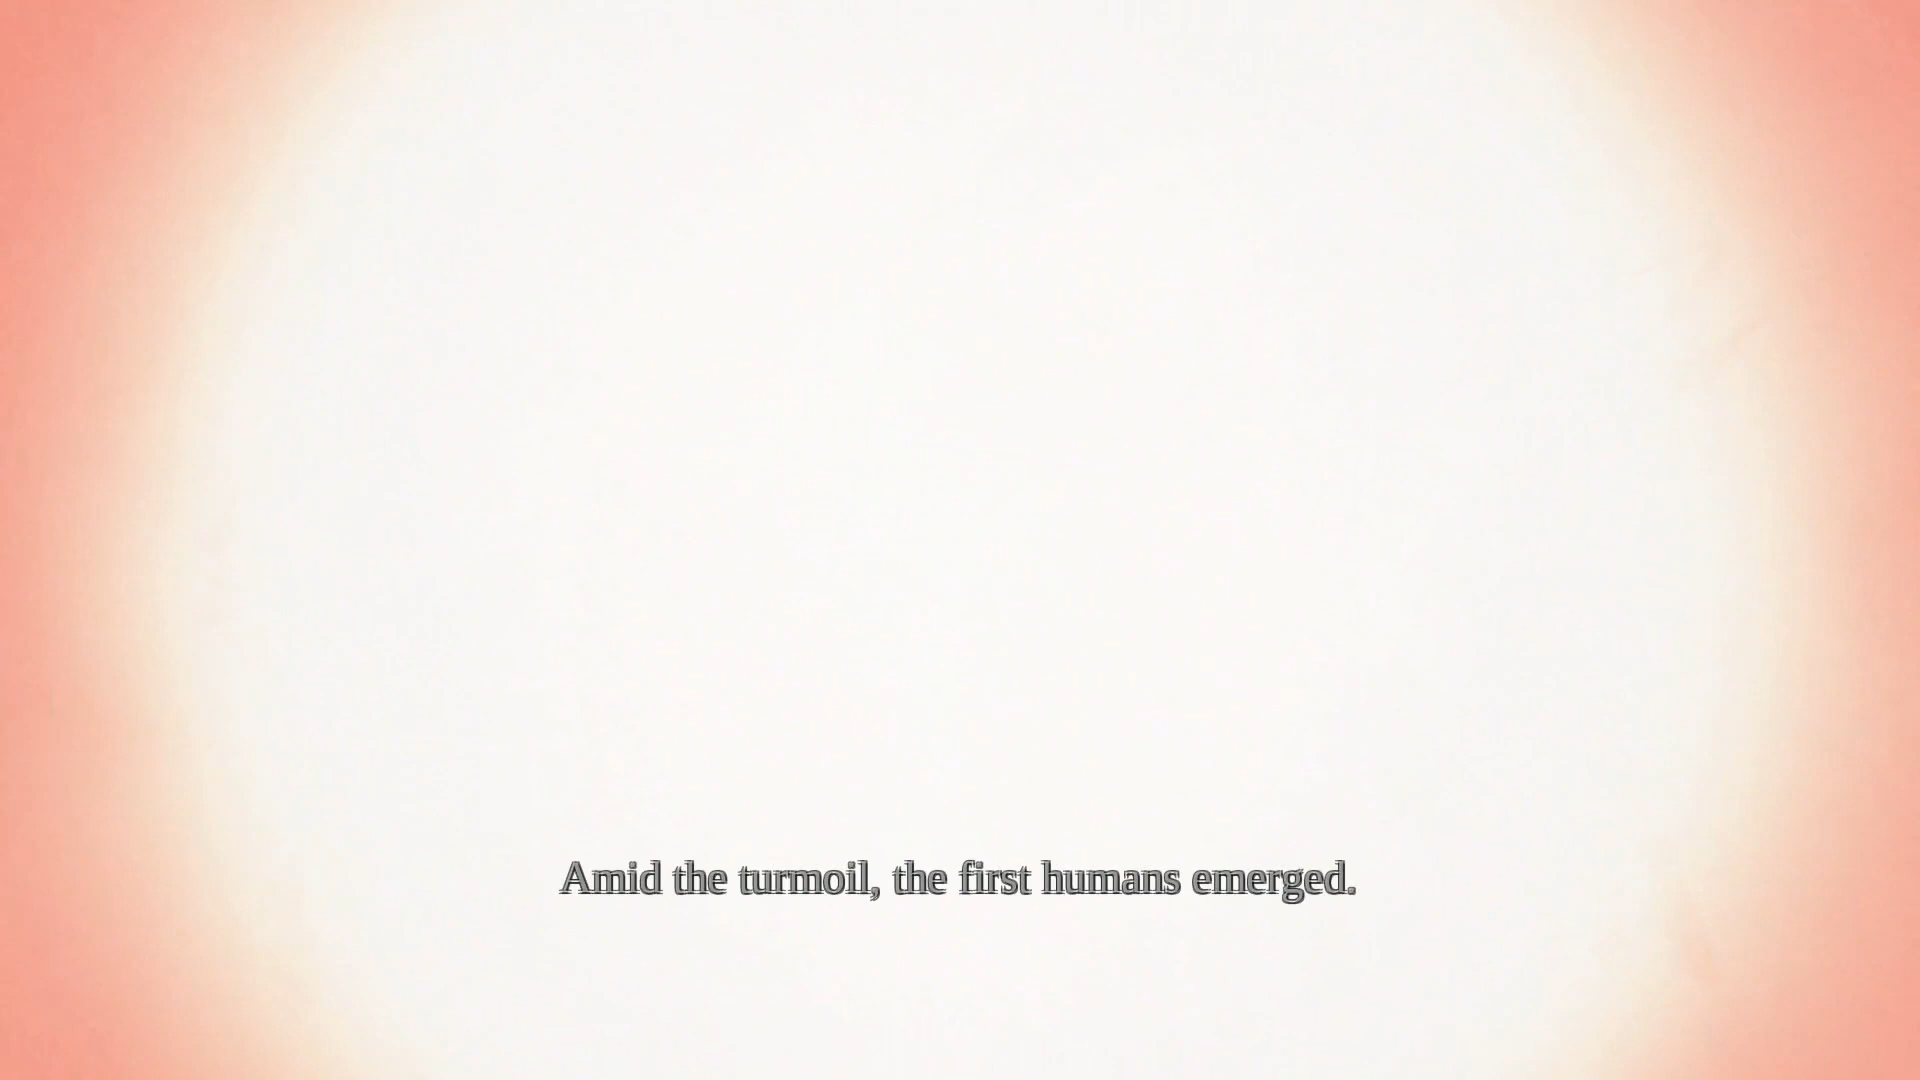 Amid the turmoil, the first humans emerged.